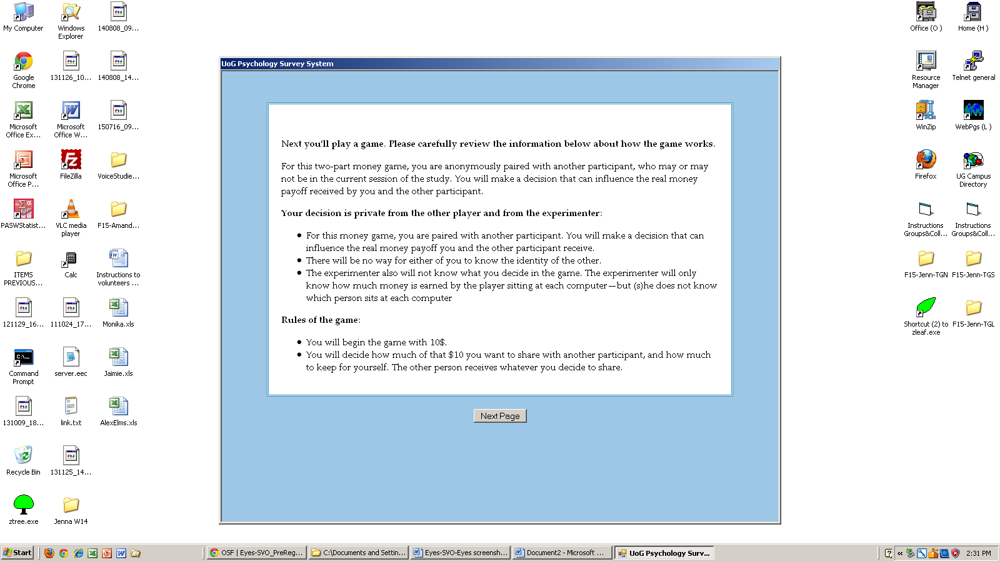 My Computer
Windows
Explorer
140808_09...
Office (O )
Home (H )
Google
Chrome
131126_10...
140808_14...
Resource
Manager
Telnet general
Microsoft
Office Ex...
Microsoft
Office W...
150716_09...
WinZip
WebPgs (L )
Microsoft
Office P...
FileZilla
VoiceStudie...
Firefox
UG Campus
Directory
PASWStatist...
VLC media
player
F15-Amand...
Instructions
Groups&Coll...
Instructions
Groups&Coll...
ITEMS
PREVIOUS...
Calc
Instructions to
volunteers ...
F15-Jenn-TGN
F15-Jenn-TGS
121129_16...
111024_17...
Monika.xls
Shortcut (2) to
zleaf.exe
F15-Jenn-TGL
Command
Prompt
server.eec
Jaimie.xls
131009_18...
link.txt
AlexElms.xls
Recycle Bin
131125_14...
ztree.exe
Jenna W14
UoG Psychology Survey System
Next you'll play a game. Please carefully review the information below about how the game works.
For this two-part money game, you are anonymously paired with another participant, who may or may
not be in the current session of the study. You will make a decision that can influence the real money
payoff received by you and the other participant.
Your decision is private from the other player and from the experimenter:
• For this money game, you are paired with another participant. You will make a decision that can
influence the real money payoff you and the other participant receive.
• There will be no way for either of you to know the identity of the other.
• The experimenter also will not know what you decide in the game. The experimenter will only
know how much money is earned by the player sitting at each computer—but (s)he does not know
which person sits at each computer
Rules of the game:
• You will begin the game with 10$.
• You will decide how much of that $10 you want to share with another participant, and how much
to keep for yourself. The other person receives whatever you decide to share.
Next Page
Start
OSF | Eyes-SVO_PreReg...
C:\Documents and Settin...
Eyes-SVO-Eyes screensh...
Document2 - Microsoft ...
UoG Psychology Surv...
2:31 PM